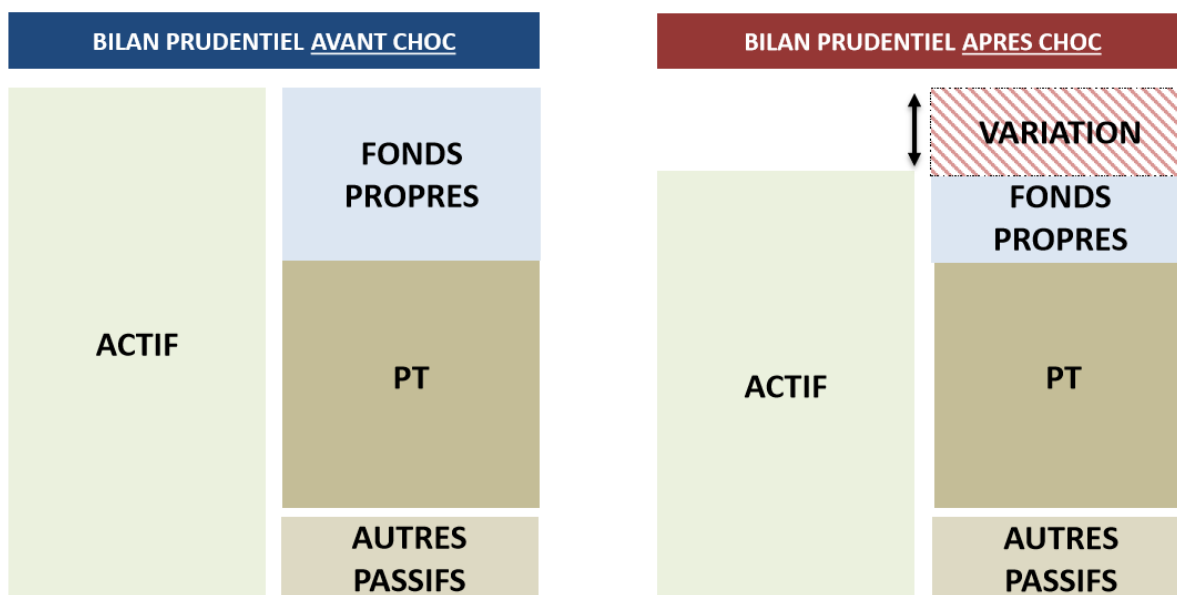 BILAN PRUDENTIEL AVANT CHOC
FONDS
PROPRES
ACTIF
PT
AUTRES
PASSIFS
BILAN PRUDENTIEL APRES CHOC
VARIATION
FONDS
PROPRES
ACTIF
PT
AUTRES
PASSIFS